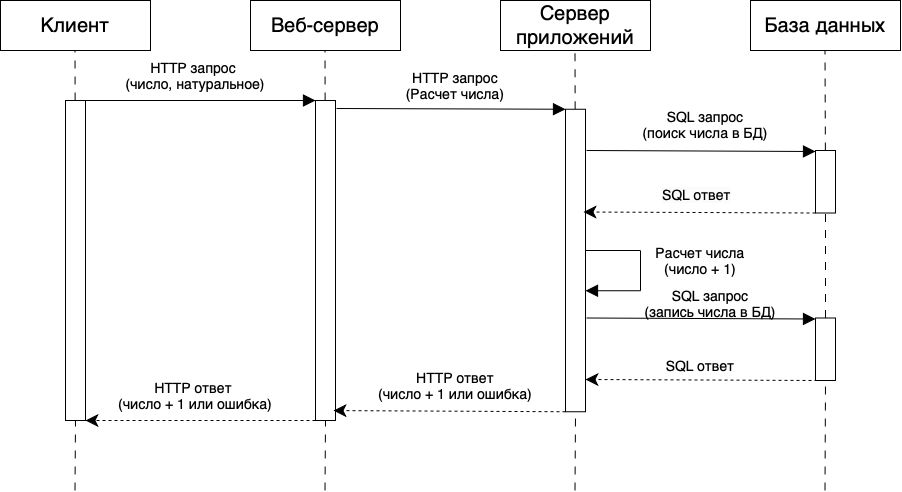 Клиент
Веб-сервер
Сервер
приложений
База данных
HTTP запрос
(число, натуральное)
HTTP запрос
(Расчет числа)
SQL запрос
(поиск числа в БД)
SQL ответ
Расчет числа
(число + 1)
SQL запрос
(запись числа в БД)
SQL ответ
HTTP ответ
(число + 1 или ошибка)
HTTP ответ
(число + 1 или ошибка)